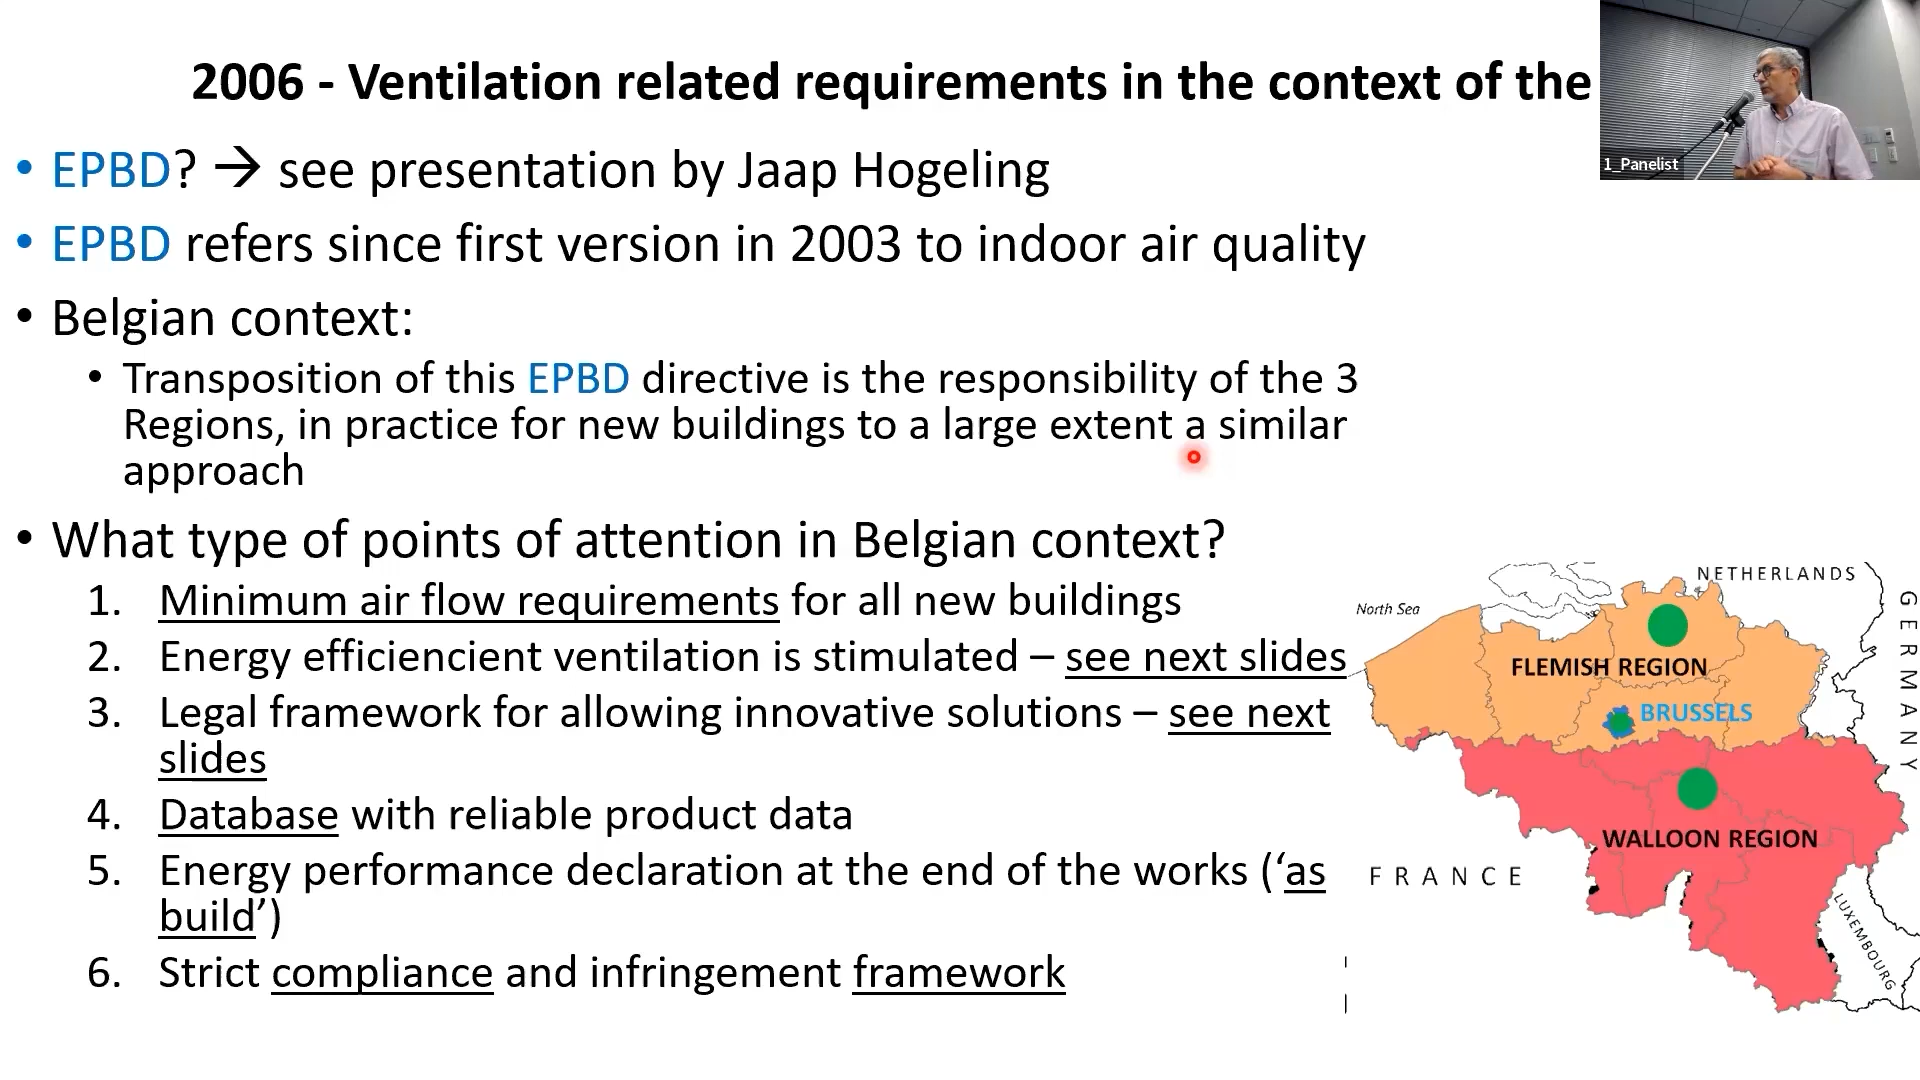 2006 - Ventilation related requirements in the context of the
1_Panelist
• EPBD? → see presentation by Jaap Hogeling
• EPBD refers since first version in 2003 to indoor air quality
• Belgian context:
• Transposition of this EPBD directive is the responsibility of the 3
Regions, in practice for new buildings to a large extent a similar
approach
• What type of points of attention in Belgian context?
1. Minimum air flow requirements for all new buildings
2. Energy efficiencient ventilation is stimulated – see next slides
3. Legal framework for allowing innovative solutions – see next
slides
4. Database with reliable product data
5. Energy performance declaration at the end of the works (‘as
build’)
6. Strict compliance and infringement framework
NETHERLANDS
North Sea
GERMANY
FLEMISH REGION
BRUSSELS
WALLOON REGION
FRANCE
LUXEMBOURG